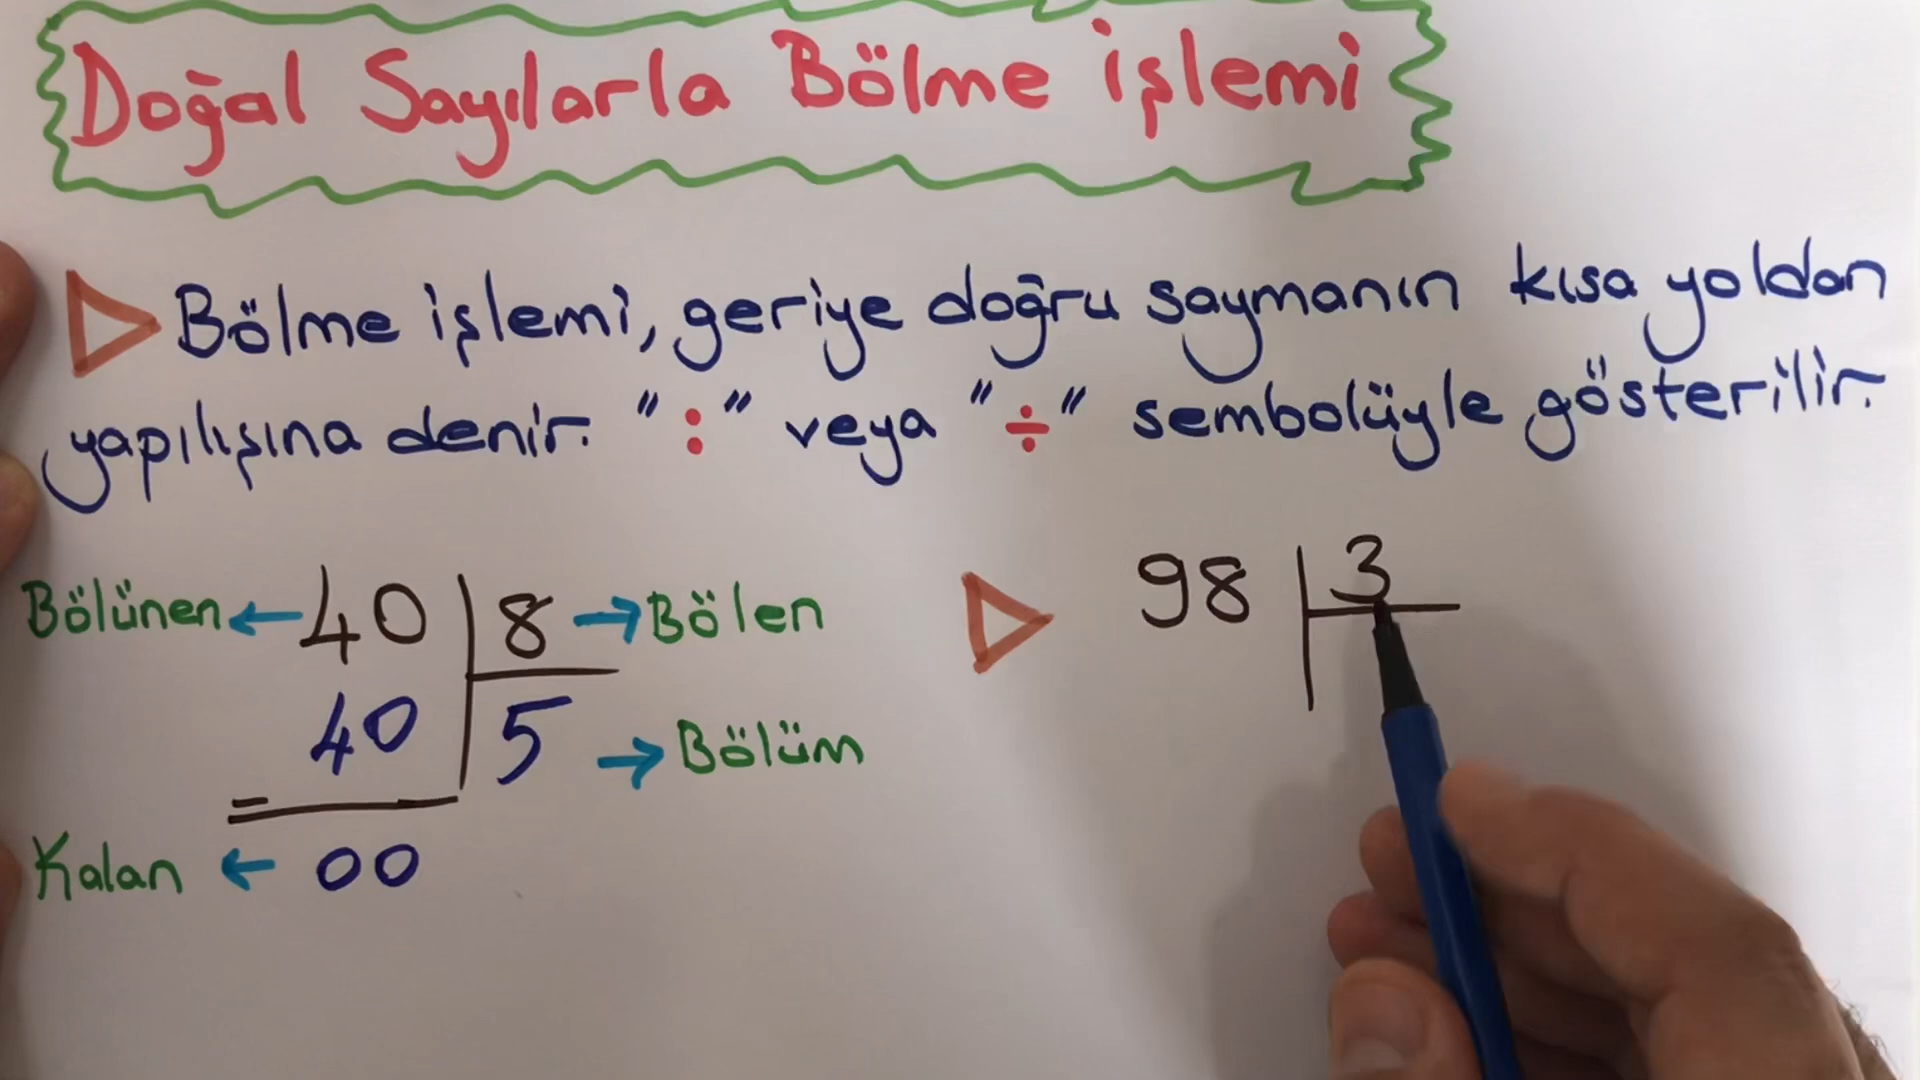 Doğal Sayılarla Bölme işlemi
Bölme işlemi, geriye doğru saymanın kısa yoldan
yapılışına denir. ":" veya "÷" sembolüyle gösterilir.
Bölünen ← 40 | 8 → Bölen
40 | 5 → Bölüm
Kalan ← 00
98 | 3